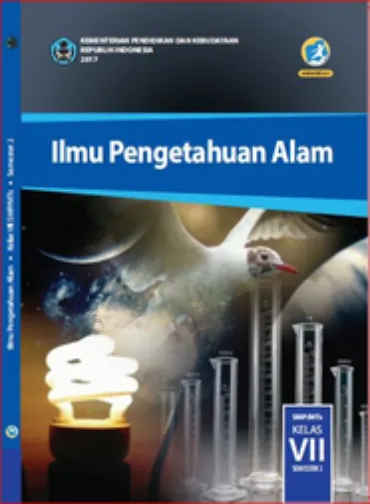 KEMENTERIAN PENDIDIKAN DAN KEBUDAYAAN
REPUBLIK INDONESIA
2017
Ilmu Pengetahuan Alam
Ilmu Pengetahuan Alam • Kelas VII SMP/MTs • Semester 2
SMP/MTs
KELAS
VII
SEMESTER 2